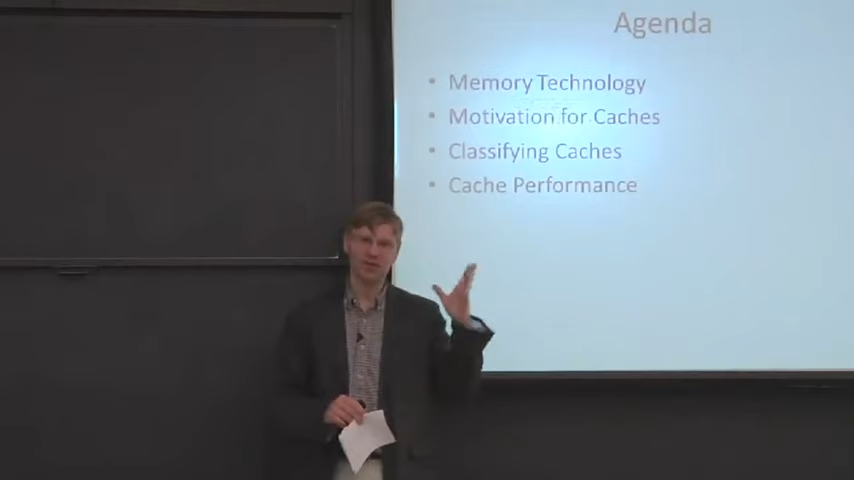 Agenda
• Memory Technology
• Motivation for Caches
• Classifying Caches
• Cache Performance